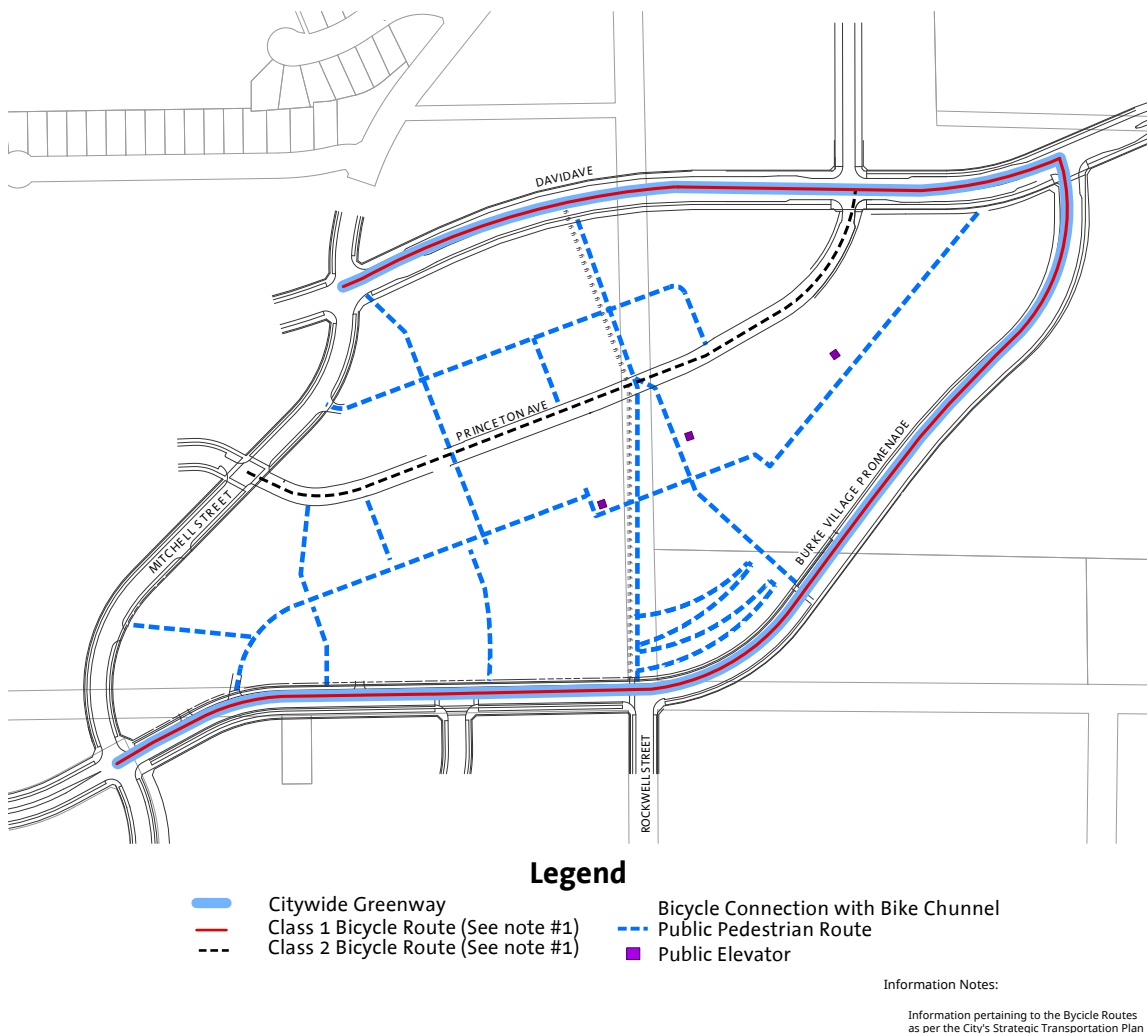 DAVIDAVE
PRINCETON AVE
MITCHELL STREET
BURKE VILLAGE PROMENADE
ROCKWELL STREET
Legend
Citywide Greenway
Class 1 Bicycle Route (See note #1)
Class 2 Bicycle Route (See note #1)
Bicycle Connection with Bike Chunnel
Public Pedestrian Route
Public Elevator
Information Notes:
Information pertaining to the Bycicle Routes
as per the City's Strategic Transportation Plan